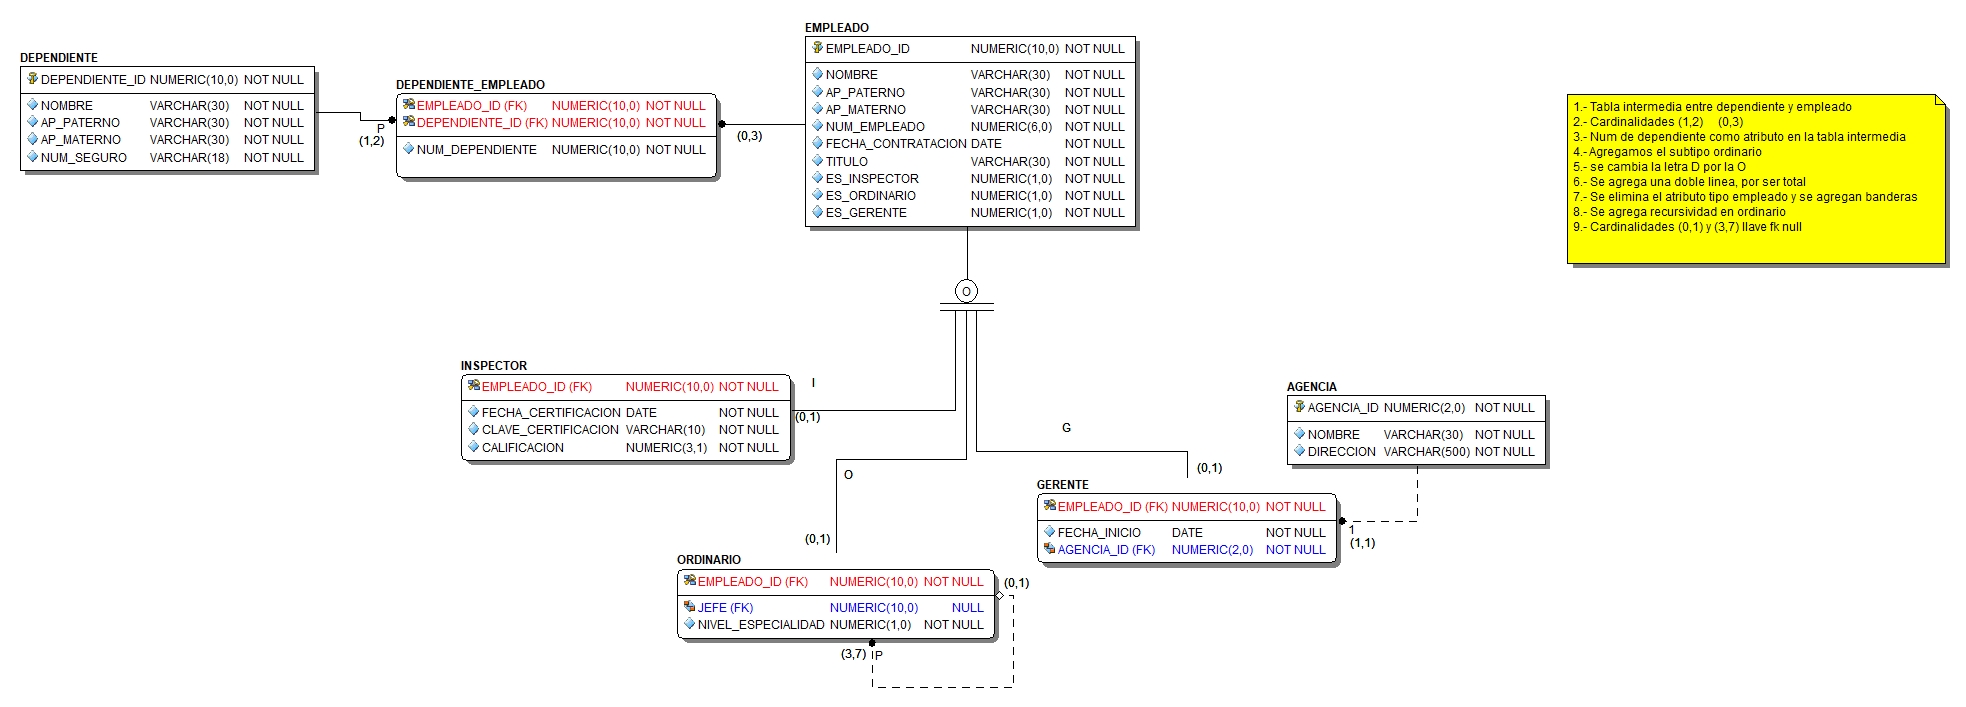 DEPENDIENTE
DEPENDIENTE_ID NUMERIC(10,0) NOT NULL
NOMBRE VARCHAR(30) NOT NULL
AP_PATERNO VARCHAR(30) NOT NULL
AP_MATERNO VARCHAR(30) NOT NULL
NUM_SEGURO VARCHAR(18) NOT NULL
P
(1,2)
DEPENDIENTE_EMPLEADO
EMPLEADO_ID (FK) NUMERIC(10,0) NOT NULL
DEPENDIENTE_ID (FK) NUMERIC(10,0) NOT NULL
NUM_DEPENDIENTE NUMERIC(10,0) NOT NULL
(0,3)
EMPLEADO
EMPLEADO_ID NUMERIC(10,0) NOT NULL
NOMBRE VARCHAR(30) NOT NULL
AP_PATERNO VARCHAR(30) NOT NULL
AP_MATERNO VARCHAR(30) NOT NULL
NUM_EMPLEADO NUMERIC(6,0) NOT NULL
FECHA_CONTRATACION DATE NOT NULL
TITULO VARCHAR(30) NOT NULL
ES_INSPECTOR NUMERIC(1,0) NOT NULL
ES_ORDINARIO NUMERIC(1,0) NOT NULL
ES_GERENTE NUMERIC(1,0) NOT NULL
1.- Tabla intermedia entre dependiente y empleado
2.- Cardinalidades (1,2) (0,3)
3.- Num de dependiente como atributo en la tabla intermedia
4.- Agregamos el subtipo ordinario
5.- se cambia la letra D por la O
6.- Se agrega una doble linea, por ser total
7.- Se elimina el atributo tipo empleado y se agregan banderas
8.- Se agrega recursividad en ordinario
9.- Cardinalidades (0,1) y (3,7) llave fk null
O
INSPECTOR
EMPLEADO_ID (FK) NUMERIC(10,0) NOT NULL
FECHA_CERTIFICACION DATE NOT NULL
CLAVE_CERTIFICACION VARCHAR(10) NOT NULL
CALIFICACION NUMERIC(3,1) NOT NULL
I
(0,1)
O
(0,1)
G
(0,1)
AGENCIA
AGENCIA_ID NUMERIC(2,0) NOT NULL
NOMBRE VARCHAR(30) NOT NULL
DIRECCION VARCHAR(500) NOT NULL
GERENTE
EMPLEADO_ID (FK) NUMERIC(10,0) NOT NULL
FECHA_INICIO DATE NOT NULL
AGENCIA_ID (FK) NUMERIC(2,0) NOT NULL
1
(1,1)
ORDINARIO
EMPLEADO_ID (FK) NUMERIC(10,0) NOT NULL
JEFE (FK) NUMERIC(10,0) NULL
NIVEL_ESPECIALIDAD NUMERIC(1,0) NOT NULL
(0,1)
(3,7) P